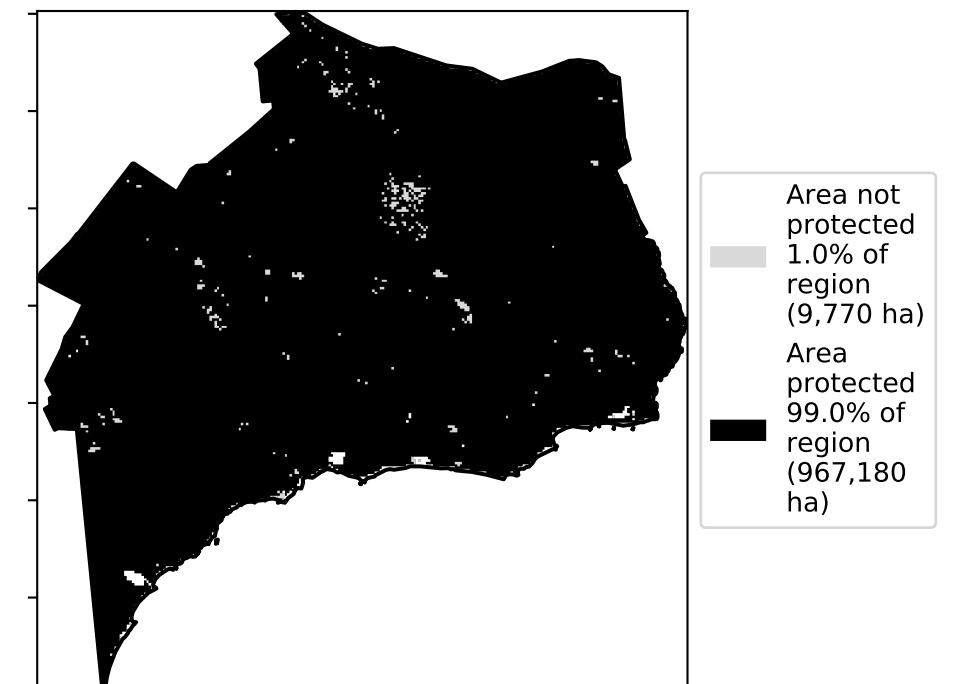 Area not
protected
1.0% of
region
(9,770 ha)
Area
protected
99.0% of
region
(967,180
ha)